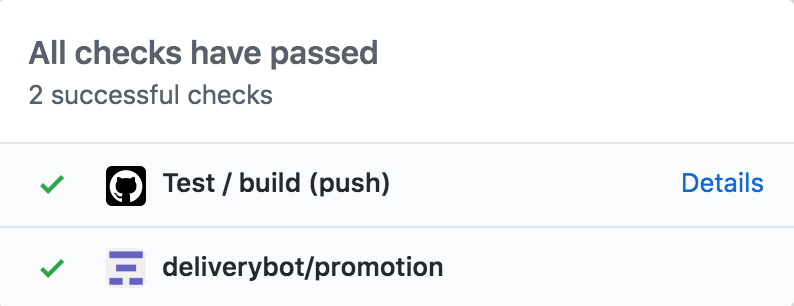 All checks have passed
2 successful checks
Test / build (push) Details
deliverybot/promotion